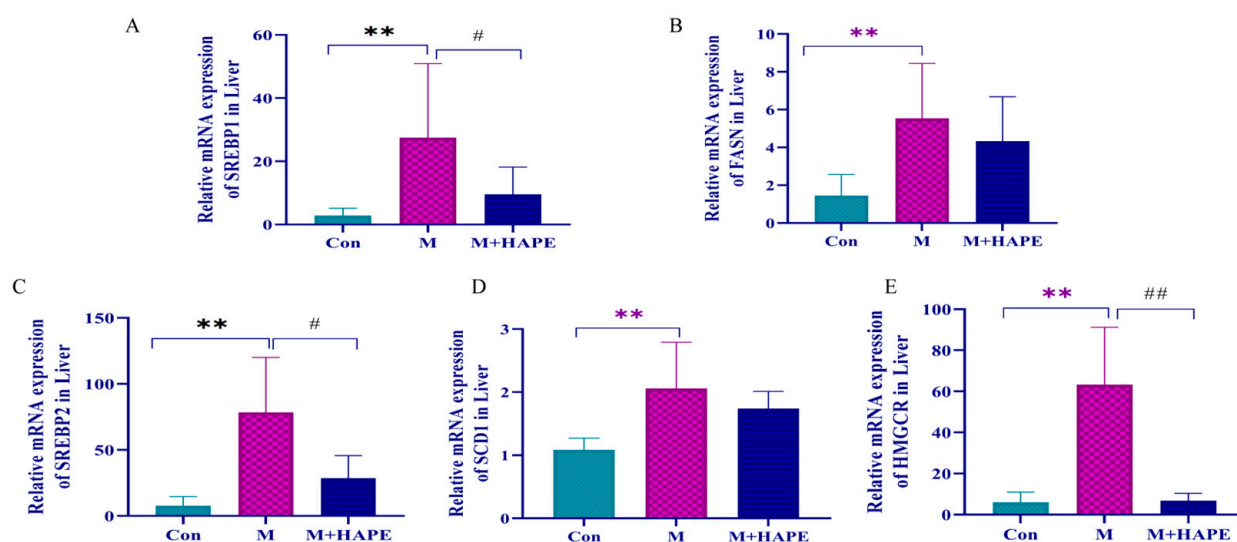 A
Relative mRNA expression
of SREBP1 in Liver
60
40
20
0
**
#
Con M M+HAPE
B
Relative mRNA expression
of FASN in Liver
10
8
6
4
2
0
**
Con M M+HAPE
C
Relative mRNA expression
of SREBP2 in Liver
150
100
50
0
**
#
Con M M+HAPE
D
Relative mRNA expression
of SCD1 in Liver
3
2
1
0
**
Con M M+HAPE
E
Relative mRNA expression
of HMGCR in Liver
100
80
60
40
20
0
**
##
Con M M+HAPE